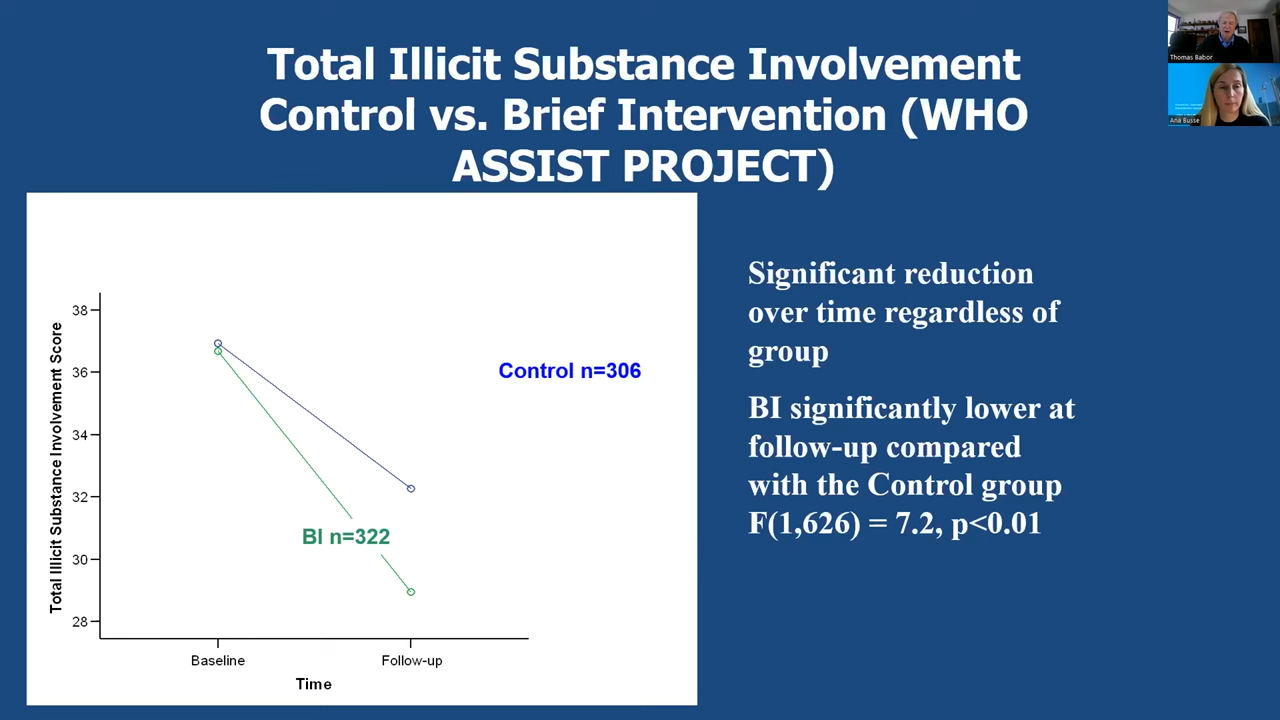 Total Illicit Substance Involvement
Control vs. Brief Intervention (WHO
ASSIST PROJECT)
Thomas Babor
Ana Busse
38
36
34
32
30
28
Total Illicit Substance Involvement Score
Control n=306
BI n=322
Baseline
Follow-up
Time
Significant reduction
over time regardless of
group
BI significantly lower at
follow-up compared
with the Control group
F(1,626) = 7.2, p<0.01